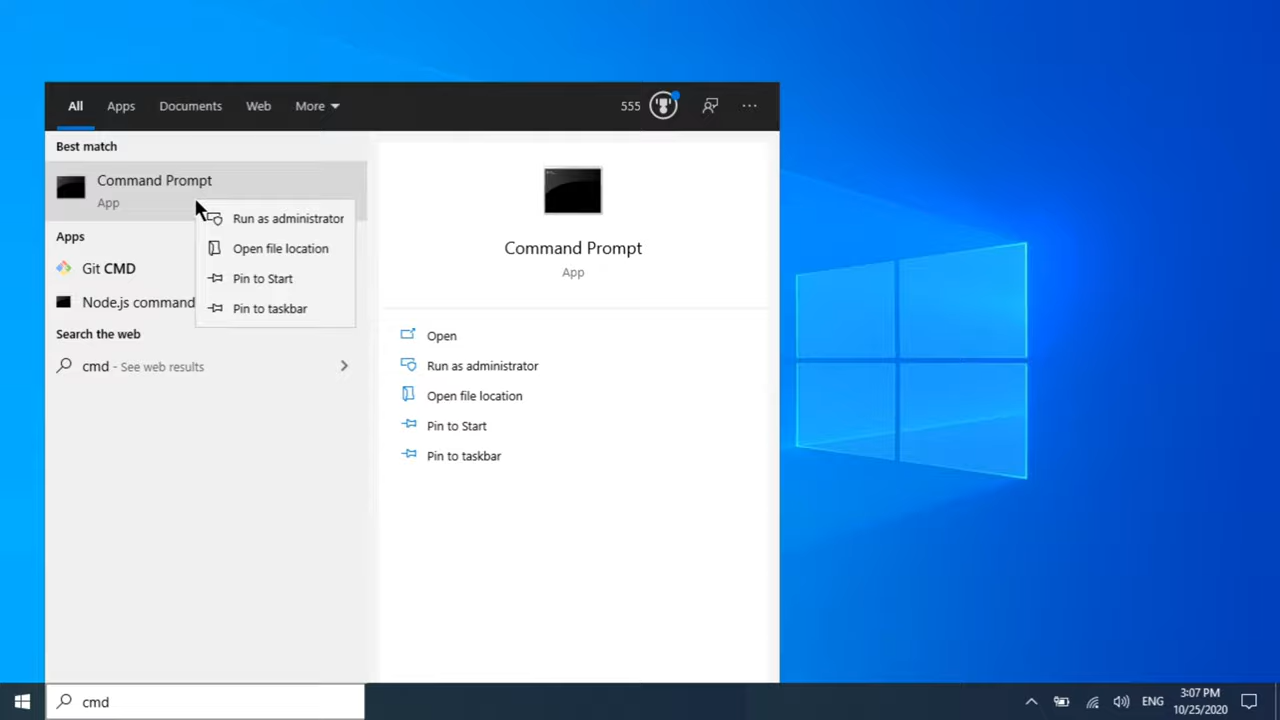 All
Apps
Documents
Web
More
555
Best match
Command Prompt
App
Run as administrator
Open file location
Pin to Start
Pin to taskbar
Apps
Git CMD
Node.js command
Search the web
cmd - See web results
Command Prompt
App
Open
Run as administrator
Open file location
Pin to Start
Pin to taskbar
cmd
ENG
3:07 PM
10/25/2020